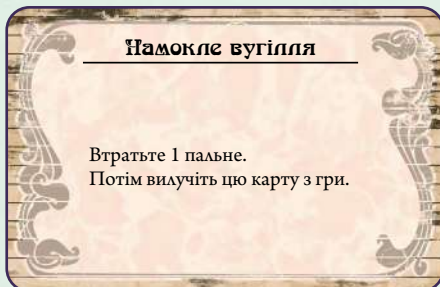 Намокле вугілля
Втратьте 1 пальне.
Потім вилучіть цю карту з гри.